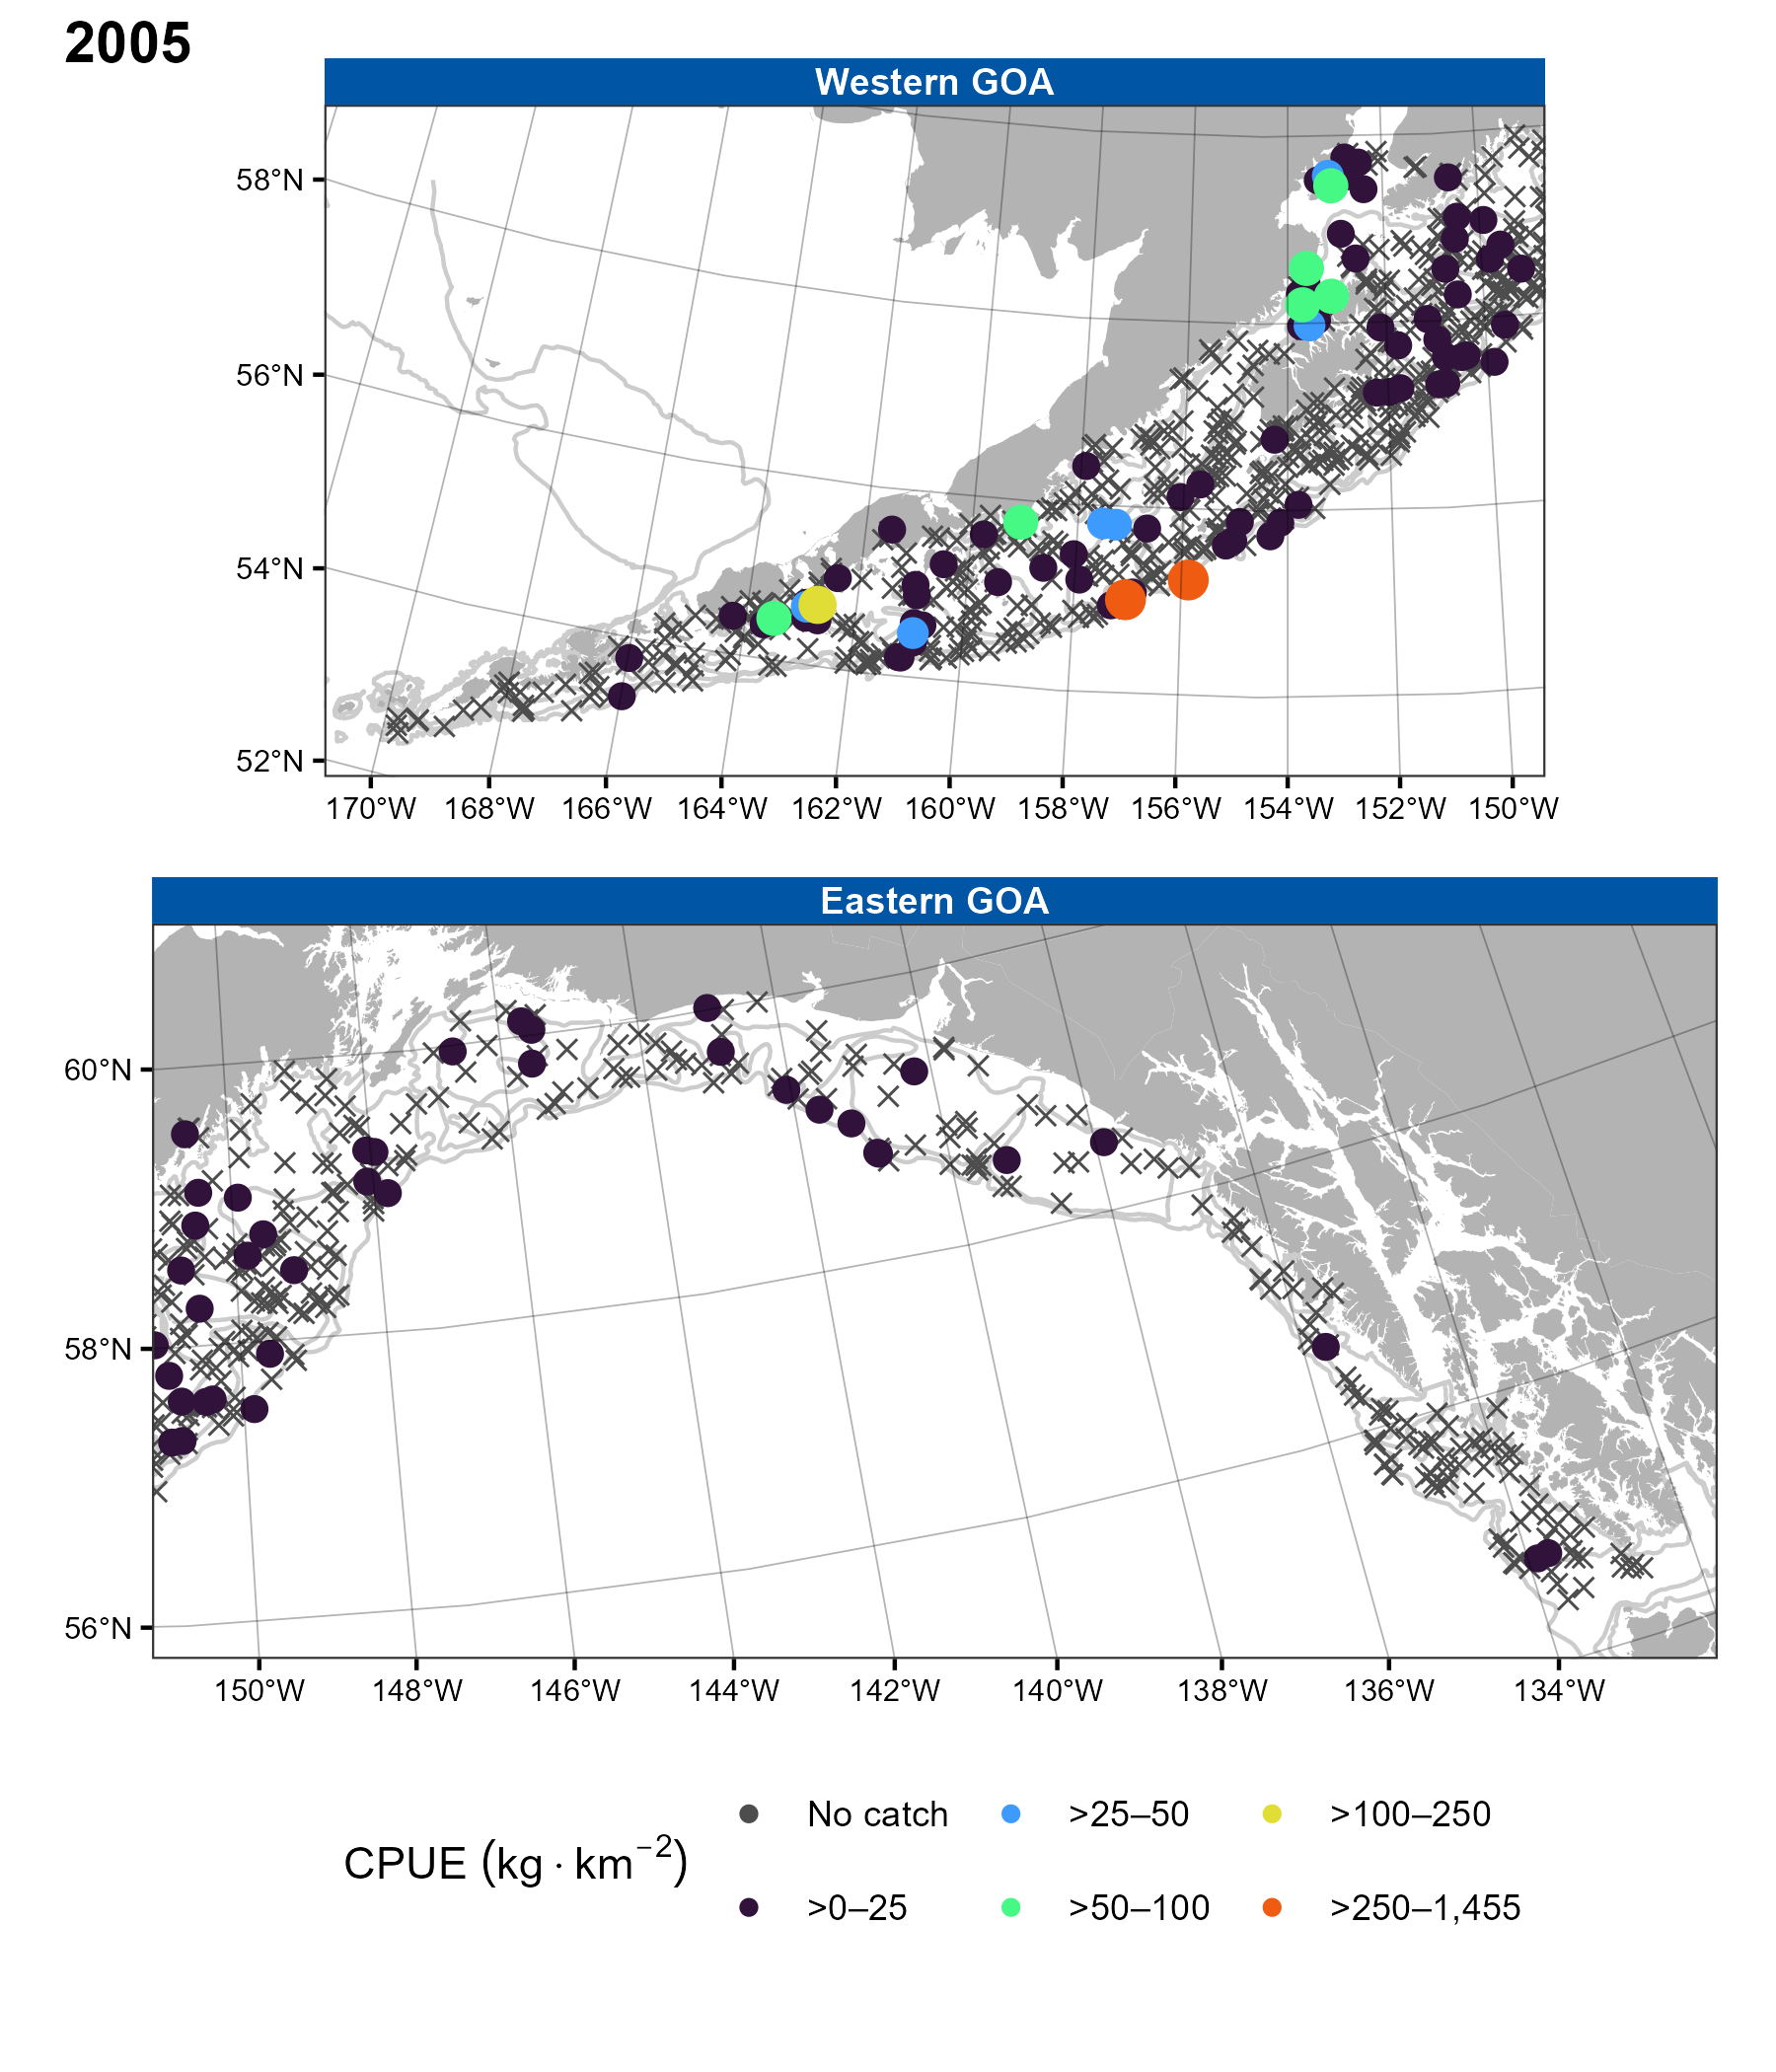 2005
Western GOA
58°N
56°N
54°N
52°N
170°W 168°W 166°W 164°W 162°W 160°W 158°W 156°W 154°W 152°W 150°W
Eastern GOA
60°N
58°N
56°N
150°W 148°W 146°W 144°W 142°W 140°W 138°W 136°W 134°W
CPUE (kg · km⁻²)
No catch >25–50 >100–250
>0–25 >50–100 >250–1,455